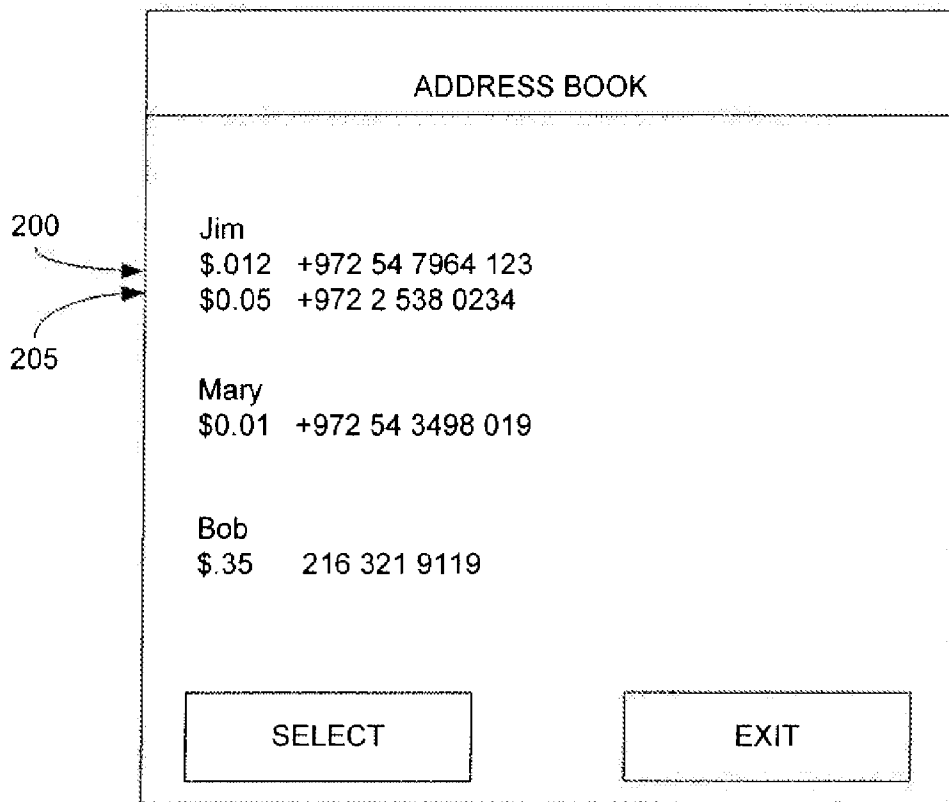 ADDRESS BOOK
200
Jim
$.012 +972 54 7964 123
$0.05 +972 2 538 0234
205
Mary
$0.01 +972 54 3498 019
Bob
$.35 216 321 9119
SELECT
EXIT